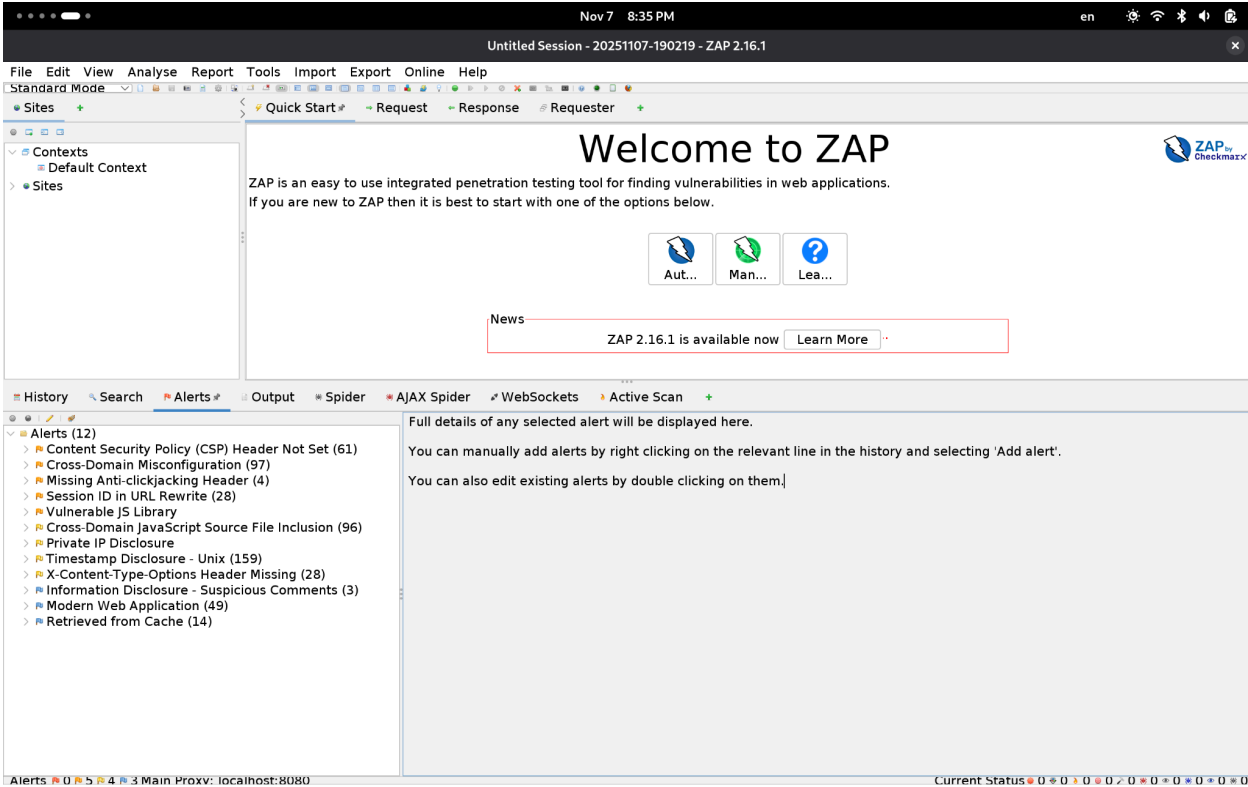 Nov 7 8:35 PM en
Untitled Session - 20251107-190219 - ZAP 2.16.1
File Edit View Analyse Report Tools Import Export Online Help
Standard Mode
Sites + Quick Start Request Response Requester +
Contexts
Default Context
Sites
Welcome to ZAP
ZAP by Checkmarx
ZAP is an easy to use integrated penetration testing tool for finding vulnerabilities in web applications.
If you are new to ZAP then it is best to start with one of the options below.
Aut... Man... Lea...
News
ZAP 2.16.1 is available now Learn More
History Search Alerts Output Spider AJAX Spider WebSockets Active Scan +
Alerts (12)
Content Security Policy (CSP) Header Not Set (61)
Cross-Domain Misconfiguration (97)
Missing Anti-clickjacking Header (4)
Session ID in URL Rewrite (28)
Vulnerable JS Library
Cross-Domain JavaScript Source File Inclusion (96)
Private IP Disclosure
Timestamp Disclosure - Unix (159)
X-Content-Type-Options Header Missing (28)
Information Disclosure - Suspicious Comments (3)
Modern Web Application (49)
Retrieved from Cache (14)
Full details of any selected alert will be displayed here.
You can manually add alerts by right clicking on the relevant line in the history and selecting 'Add alert'.
You can also edit existing alerts by double clicking on them.
Alerts 0 5 4 3 Main Proxy: localhost:8080 Current Status 0 0 0 0 0 0 0 0 0 0